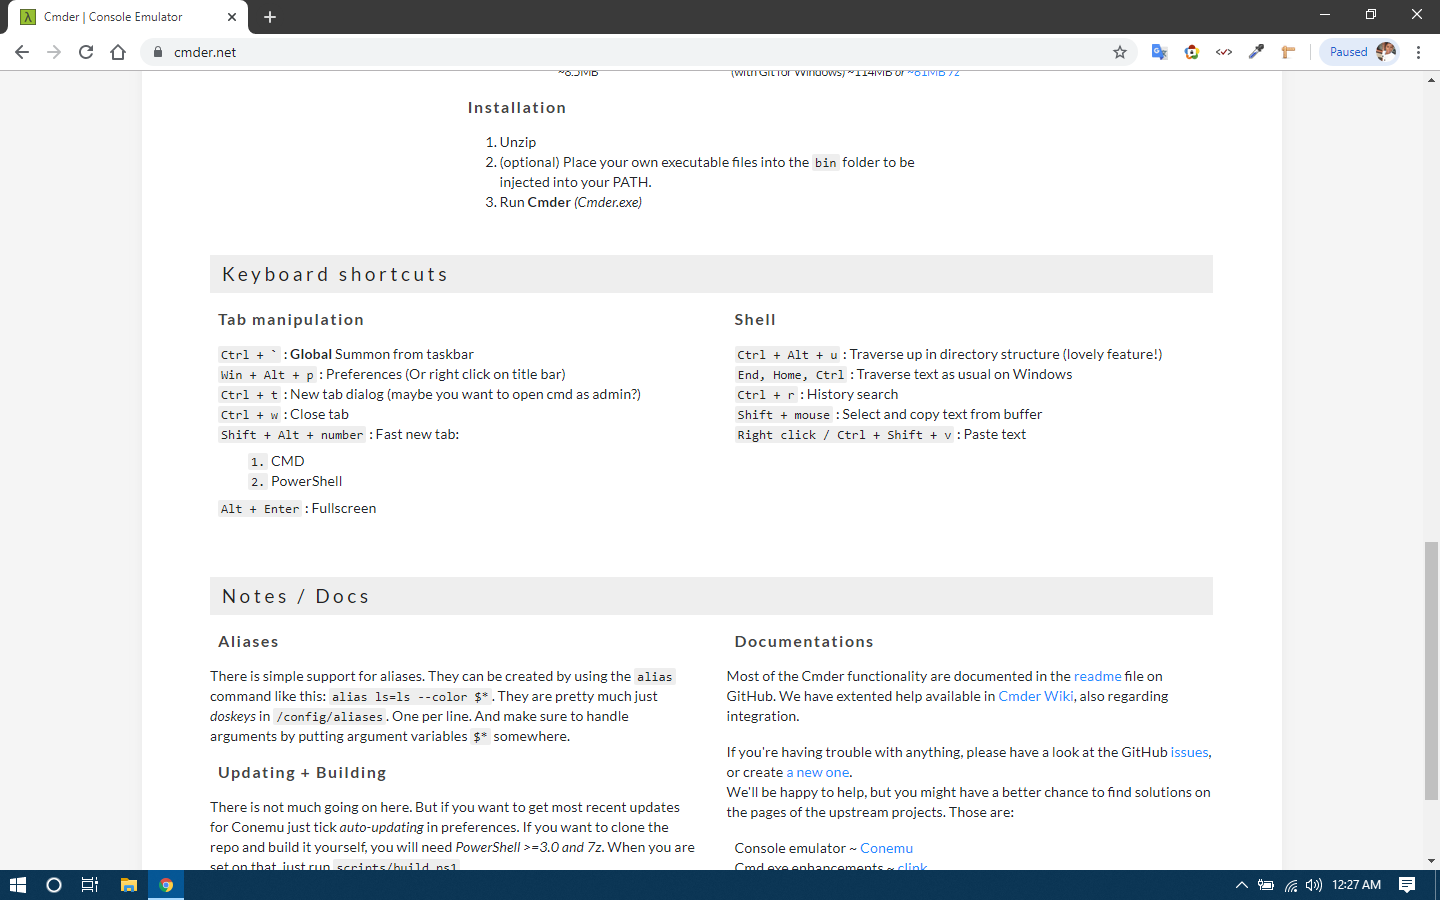 Cmder | Console Emulator
cmder.net
Paused
~8.5MB
(with Git for Windows) ~114MB or ~61MB 7z
Installation
1. Unzip
2. (optional) Place your own executable files into the bin folder to be
injected into your PATH.
3. Run Cmder (Cmder.exe)
Keyboard shortcuts
Tab manipulation
Ctrl + ` : Global Summon from taskbar
Win + Alt + p : Preferences (Or right click on title bar)
Ctrl + t : New tab dialog (maybe you want to open cmd as admin?)
Ctrl + w : Close tab
Shift + Alt + number : Fast new tab:
1. CMD
2. PowerShell
Alt + Enter : Fullscreen
Shell
Ctrl + Alt + u : Traverse up in directory structure (lovely feature!)
End, Home, Ctrl : Traverse text as usual on Windows
Ctrl + r : History search
Shift + mouse : Select and copy text from buffer
Right click / Ctrl + Shift + v : Paste text
Notes / Docs
Aliases
There is simple support for aliases. They can be created by using the alias
command like this: alias ls=ls --color $* . They are pretty much just
doskeys in /config/aliases . One per line. And make sure to handle
arguments by putting argument variables $* somewhere.
Updating + Building
There is not much going on here. But if you want to get most recent updates
for Conemu just tick auto-updating in preferences. If you want to clone the
repo and build it yourself, you will need PowerShell >=3.0 and 7z. When you are
set on that, just run scripts/build.ps1
Documentations
Most of the Cmder functionality are documented in the readme file on
GitHub. We have extented help available in Cmder Wiki, also regarding
integration.
If you're having trouble with anything, please have a look at the GitHub issues,
or create a new one.
We'll be happy to help, but you might have a better chance to find solutions on
the pages of the upstream projects. Those are:
Console emulator ~ Conemu
Cmd.exe enhancements ~ clink
12:27 AM